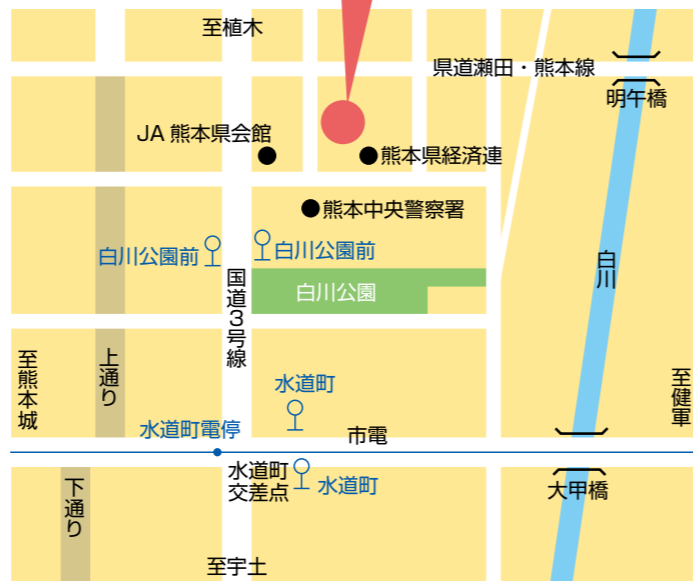 至植木
県道瀬田・熊本線
明午橋
JA 熊本県会館
熊本県経済連
熊本中央警察署
白川公園前
白川公園前
白川
国道3号線
白川公園
至熊本城
上通り
水道町
至健軍
水道町電停
市電
水道町
交差点
水道町
大甲橋
下通り
至宇土